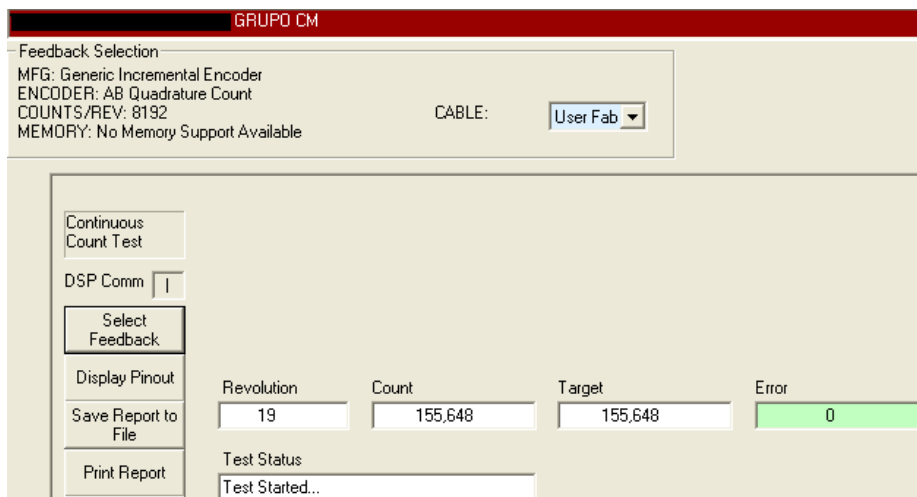 GRUPO CM
Feedback Selection
MFG: Generic Incremental Encoder
ENCODER: AB Quadrature Count
COUNTS/REV: 8192
MEMORY: No Memory Support Available
CABLE:
User Fab
Continuous
Count Test
DSP Comm |
Select
Feedback
Display Pinout
Save Report to
File
Print Report
Revolution Count Target Error
19 155,648 155,648 0
Test Status
Test Started...